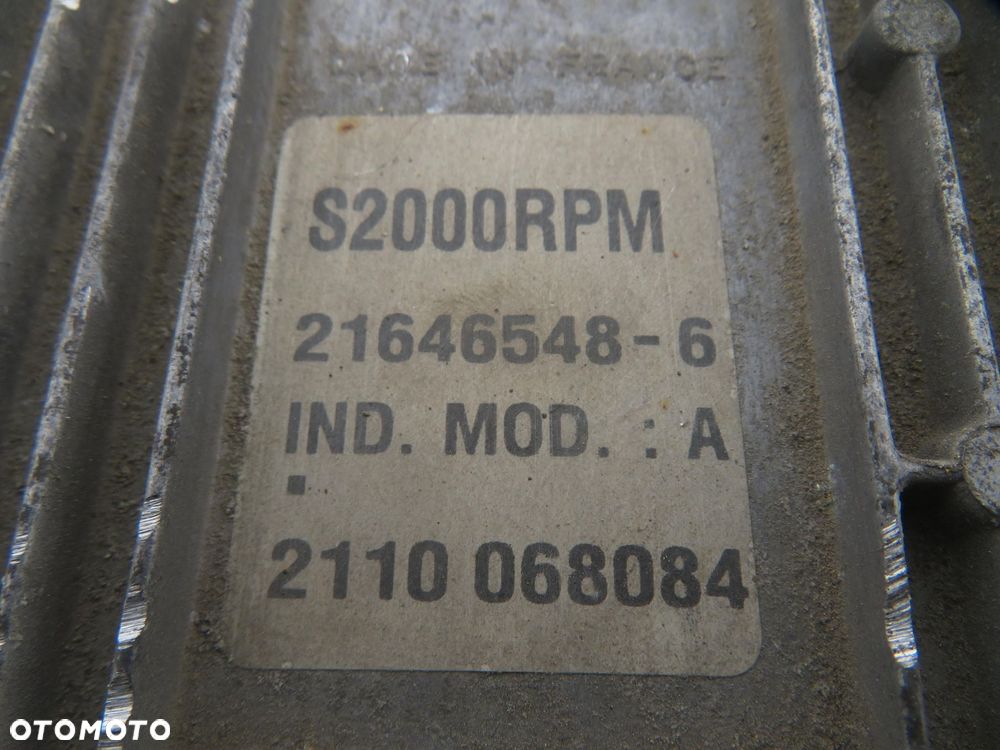 MADE IN FRANCE
S2000RPM
21646548-6
IND. MOD. : A
2110 068084
OTOMOTO